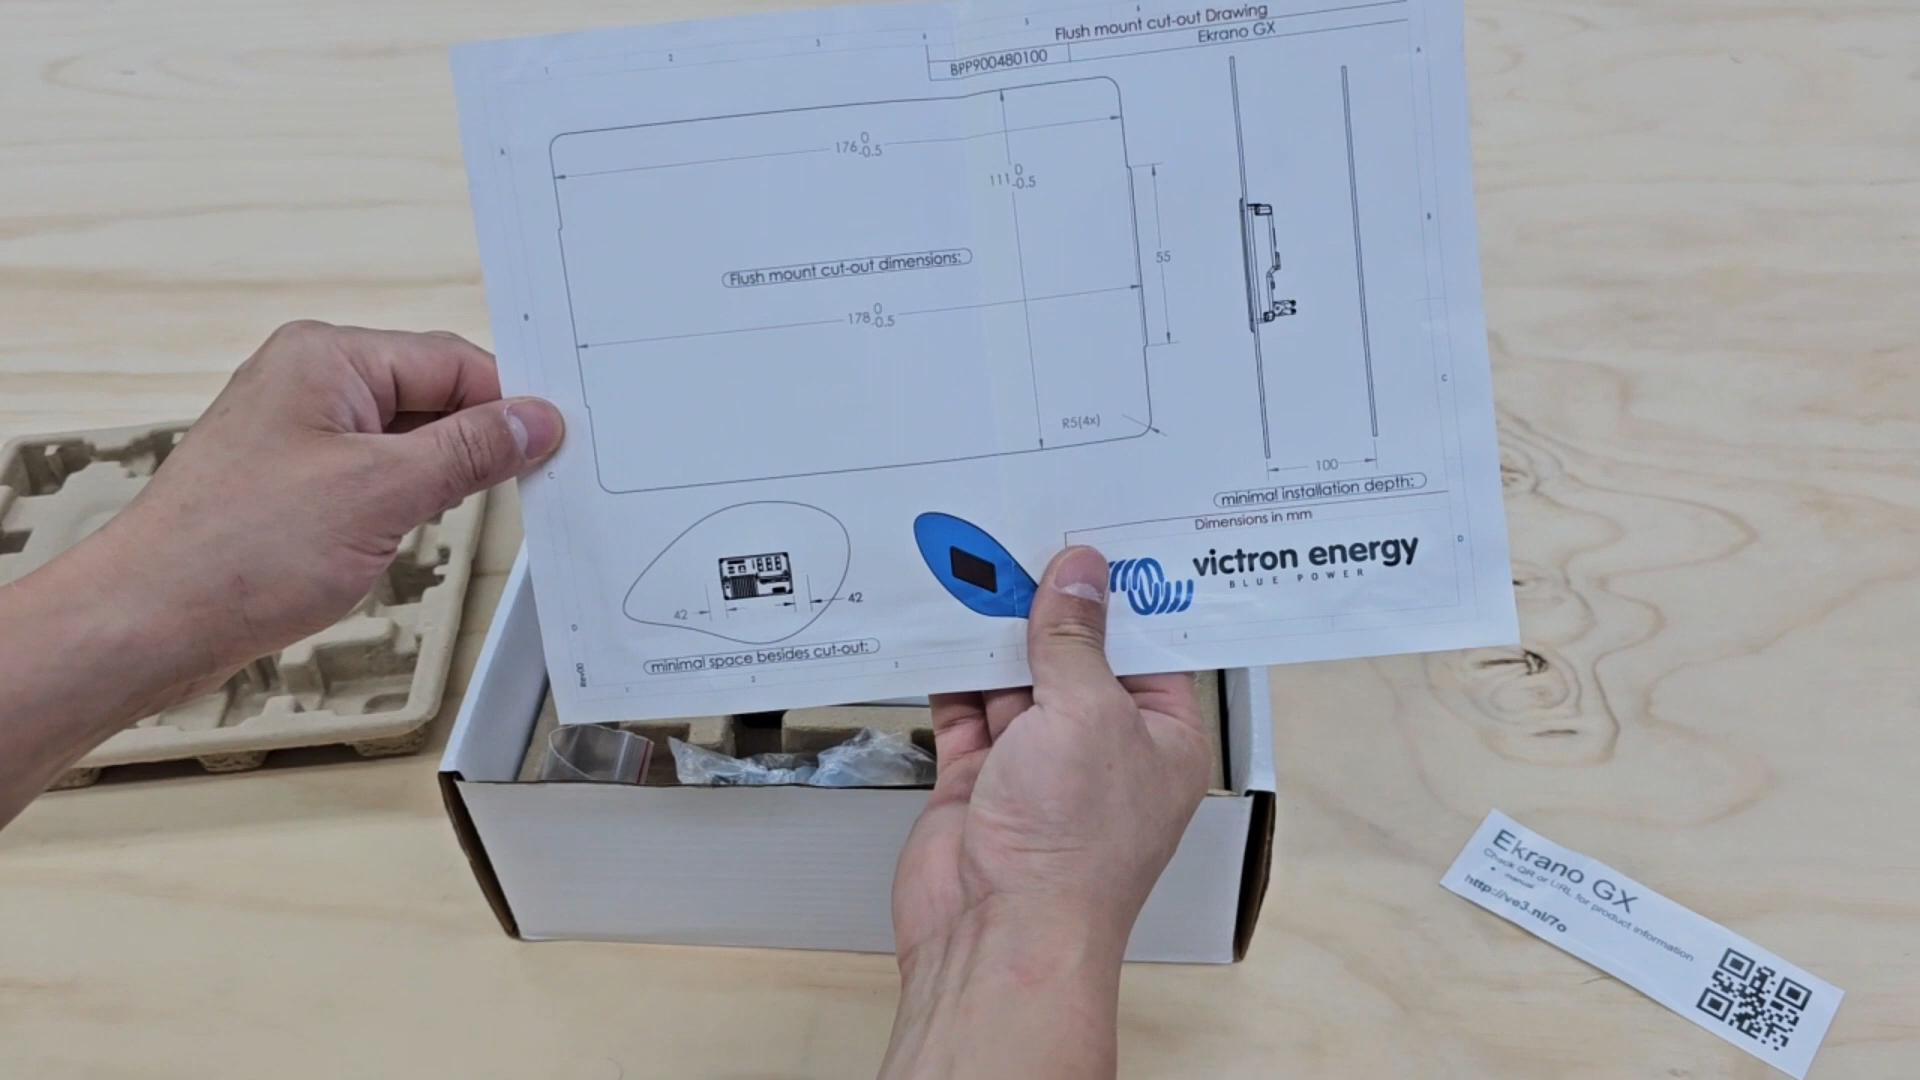 Flush mount cut-out Drawing
BPP900480100
Ekrano GX
176 0 -0.5
111 0 -0.5
55
Flush mount cut-out dimensions:
178 0 -0.5
R5(4x)
100
minimal installation depth:
Dimensions in mm
victron energy
BLUE POWER
42
42
minimal space besides cut-out:
Rev00
Ekrano GX
Check QR or URL for product information
• manual
http://ve3.nl/7o